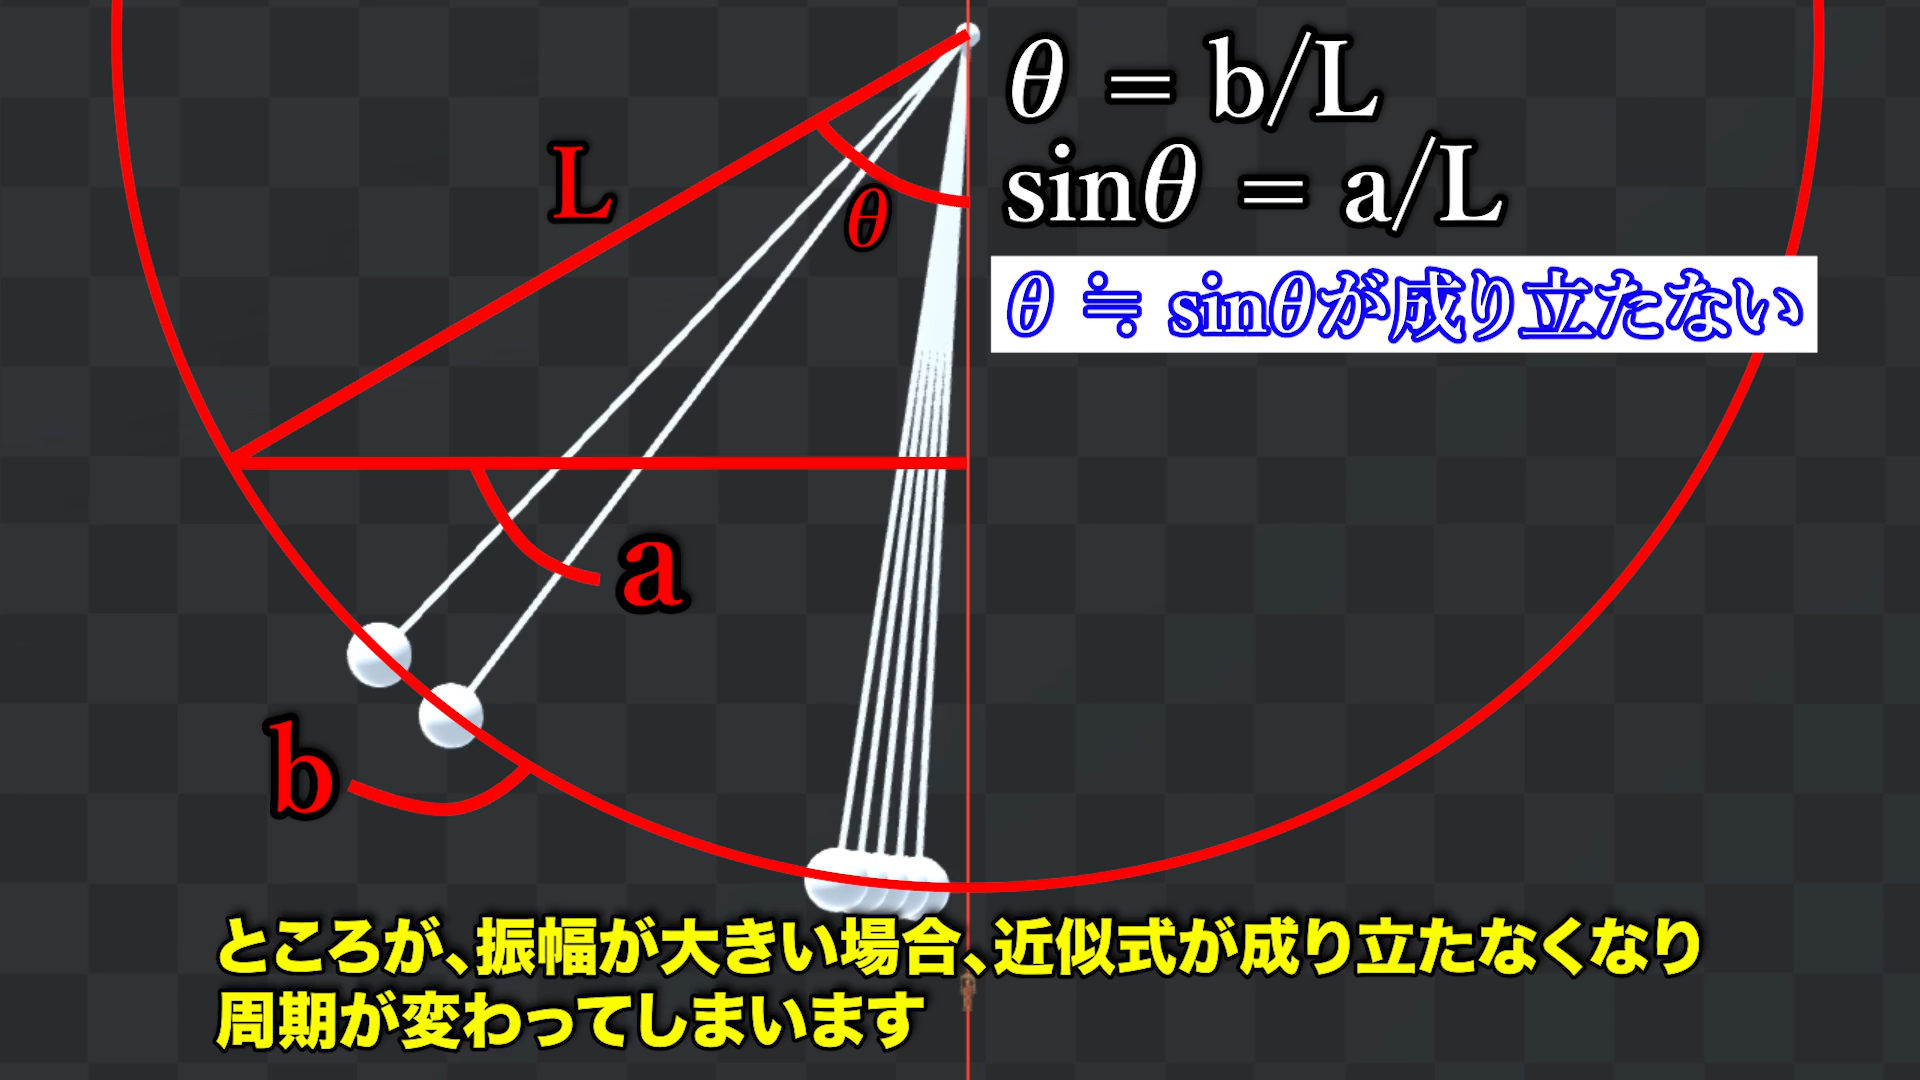 θ = b/L
sinθ = a/L
θ ≒ sinθが成り立たない
L
θ
a
b
ところが、振幅が大きい場合、近似式が成り立たなくなり
周期が変わってしまいます